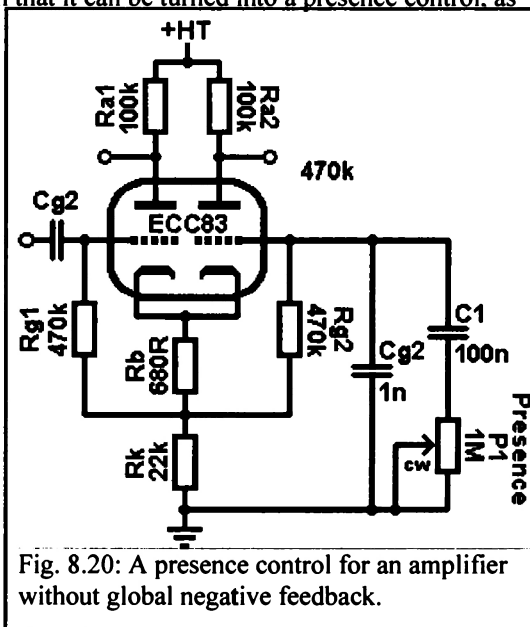 that it can be turned into a presence control, as
+HT
Ra1
100k
Ra2
100k
470k
Cg2
ECC83
Rg1
470k
Rb
680R
Rg2
470k
Cg2
1n
C1
100n
Rk
22k
cw
P1
1M
Presence
Fig. 8.20: A presence control for an amplifier
without global negative feedback.